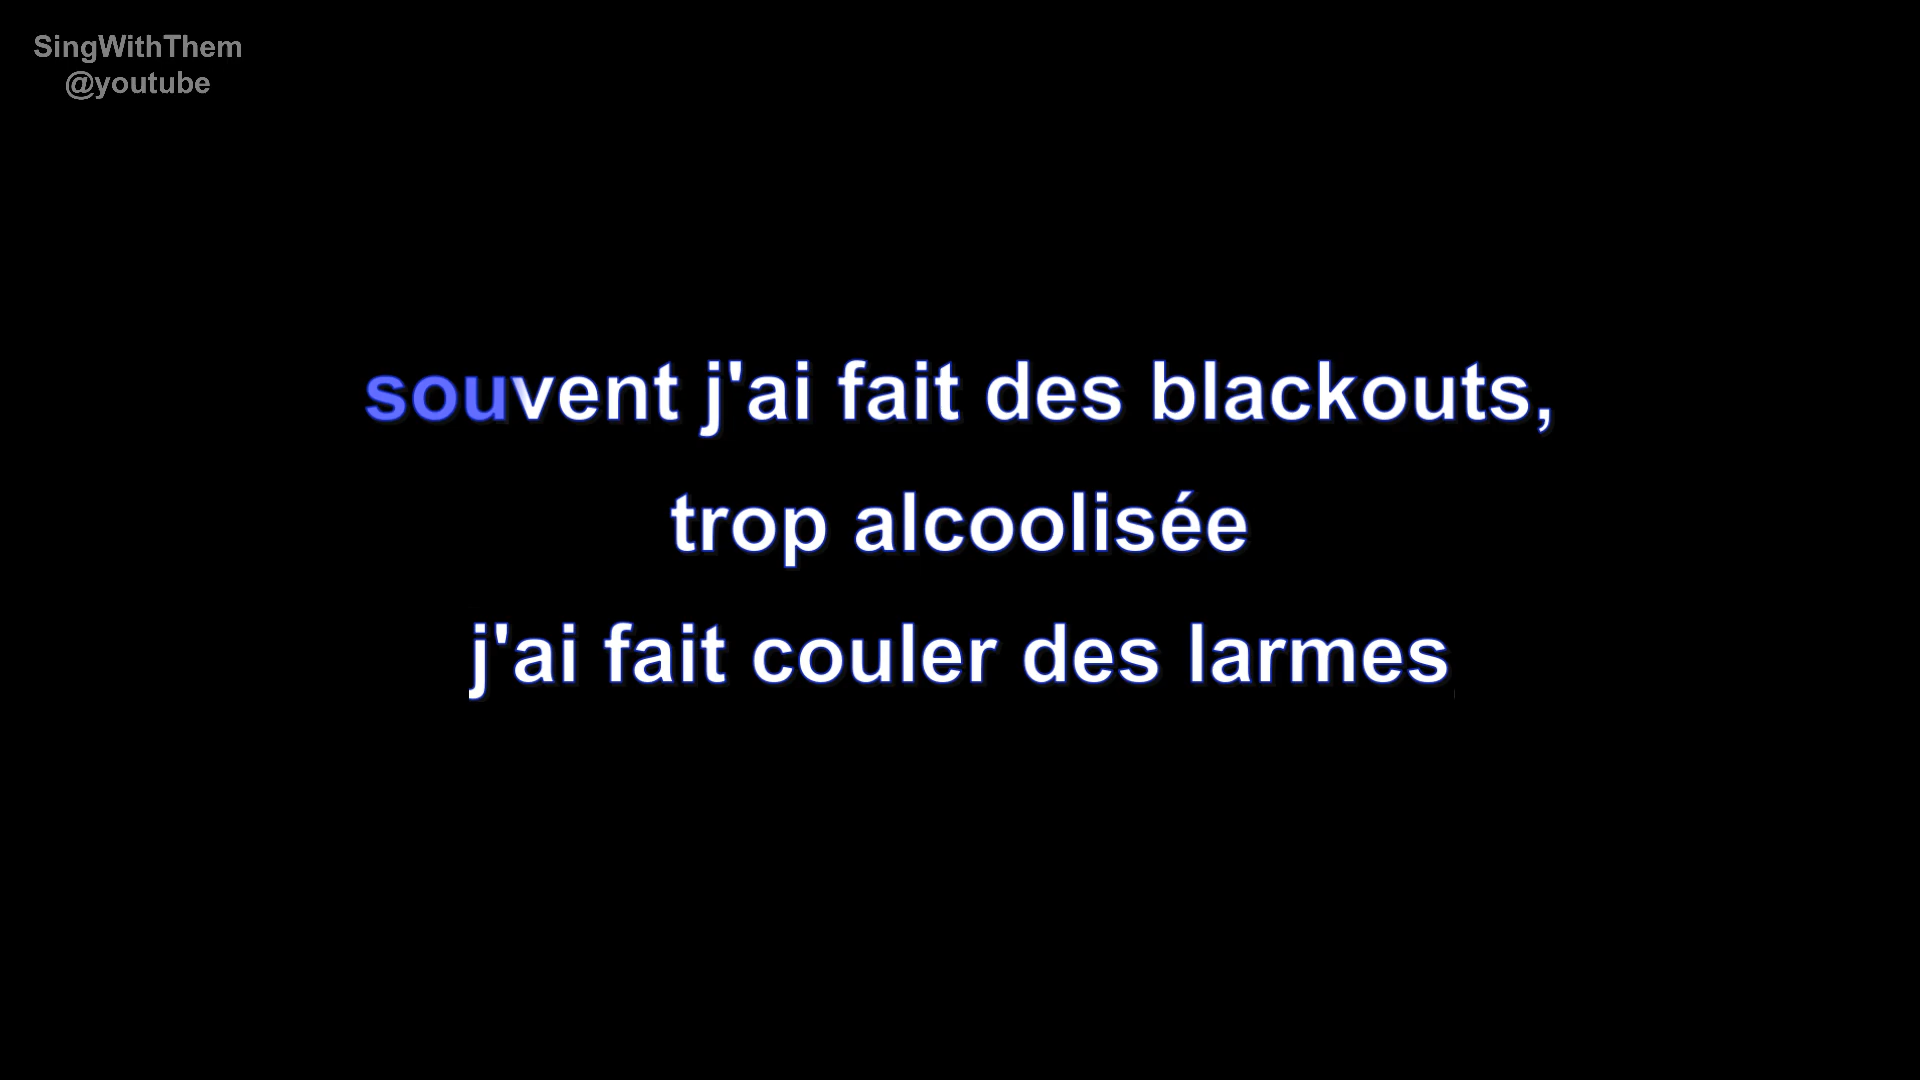 SingWithThem
@youtube
souvent j'ai fait des blackouts,
trop alcoolisée
j'ai fait couler des larmes